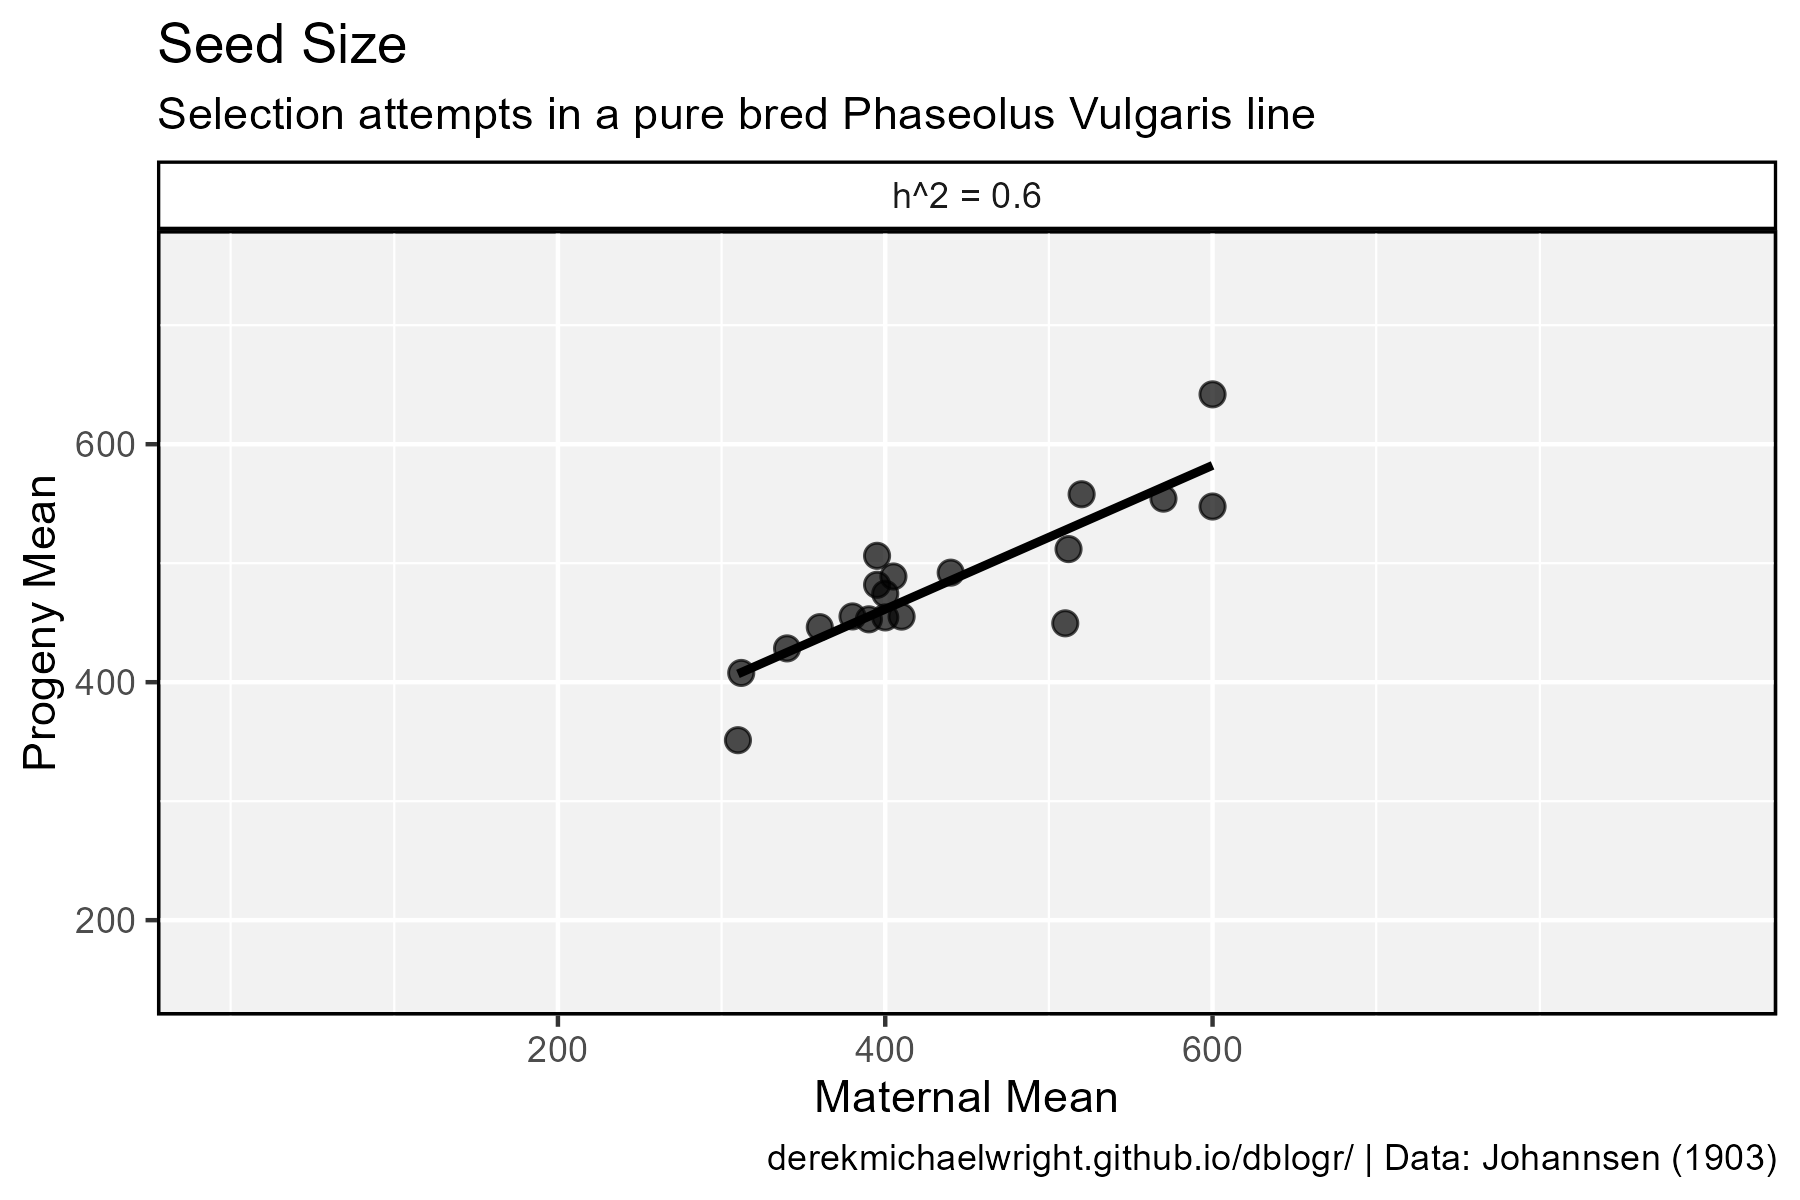 Seed Size
Selection attempts in a pure bred Phaseolus Vulgaris line
h^2 = 0.6
Progeny Mean
600
400
200
200 400 600
Maternal Mean
derekmichaelwright.github.io/dblogr/ | Data: Johannsen (1903)